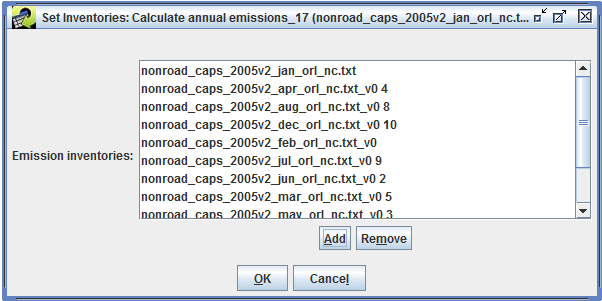 Set Inventories: Calculate annual emissions_17 (nonroad_caps_2005v2_jan_orl_nc.t...
Emission inventories:
nonroad_caps_2005v2_jan_orl_nc.txt
nonroad_caps_2005v2_apr_orl_nc.txt_v0 4
nonroad_caps_2005v2_aug_orl_nc.txt_v0 8
nonroad_caps_2005v2_dec_orl_nc.txt_v0 10
nonroad_caps_2005v2_feb_orl_nc.txt_v0
nonroad_caps_2005v2_jul_orl_nc.txt_v0 9
nonroad_caps_2005v2_jun_orl_nc.txt_v0 2
nonroad_caps_2005v2_mar_orl_nc.txt_v0 5
nonroad_caps_2005v2_may_orl_nc.txt_v0 3
Add Remove
OK Cancel